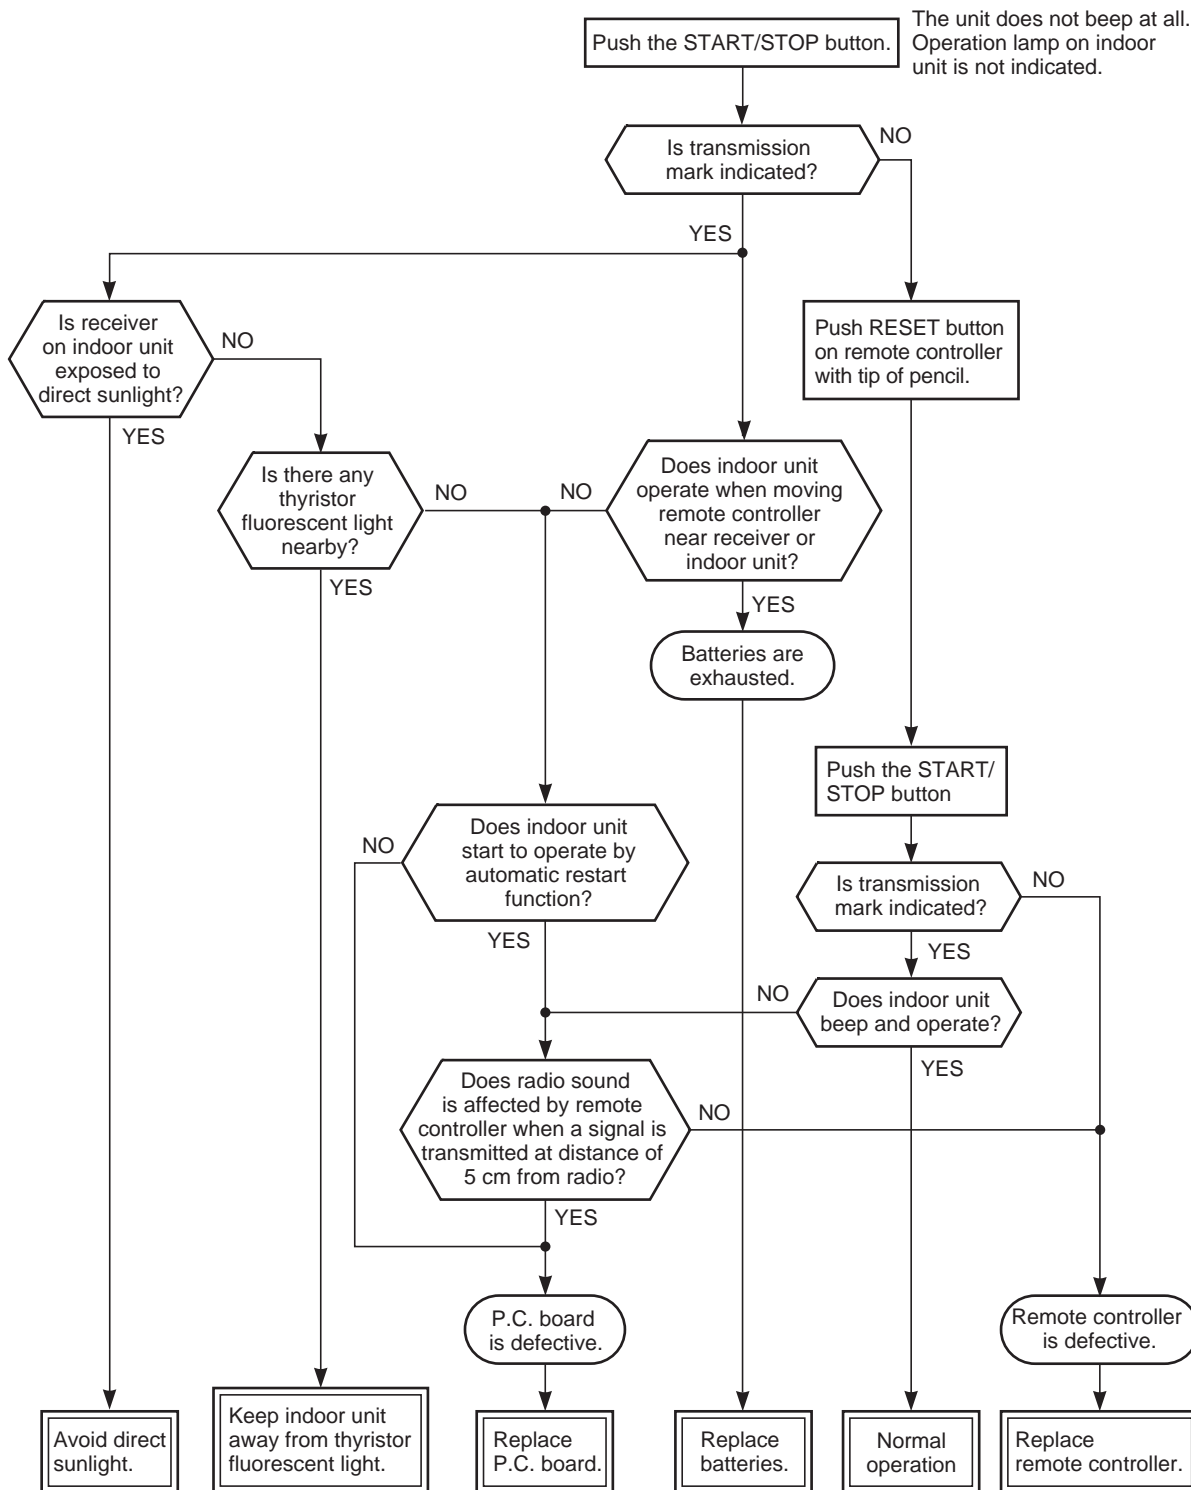 Push the START/STOP button.
The unit does not beep at all.
Operation lamp on indoor
unit is not indicated.
Is transmission
mark indicated?
NO
YES
Is receiver
on indoor unit
exposed to
direct sunlight?
NO
YES
Push RESET button
on remote controller
with tip of pencil.
Is there any
thyristor
fluorescent light
nearby?
NO
YES
NO
Does indoor unit
operate when moving
remote controller
near receiver or
indoor unit?
YES
Batteries are
exhausted.
Push the START/
STOP button
NO
Does indoor unit
start to operate by
automatic restart
function?
YES
Is transmission
mark indicated?
NO
YES
NO
Does indoor unit
beep and operate?
YES
Does radio sound
is affected by remote
controller when a signal is
transmitted at distance of
5 cm from radio?
NO
YES
P.C. board
is defective.
Remote controller
is defective.
Avoid direct
sunlight.
Keep indoor unit
away from thyristor
fluorescent light.
Replace
P.C. board.
Replace
batteries.
Normal
operation
Replace
remote controller.